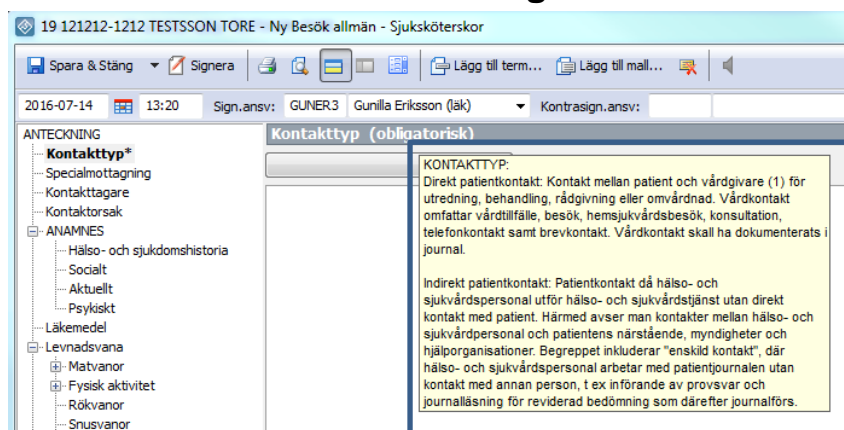 19 121212-1212 TESTSSON TORE - Ny Besök allmän - Sjuksköterskor
Spara & Stäng Signera Lägg till term... Lägg till mall...
2016-07-14 13:20 Sign.ansv: GUNER3 Gunilla Eriksson (läk) Kontrasign.ansv:
ANTECKNING
Kontakttyp*
Specialmottagning
Kontakttagare
Kontaktorsak
ANAMNES
Hälso- och sjukdomshistoria
Socialt
Aktuellt
Psykiskt
Läkemedel
Levnadsvana
Matvanor
Fysisk aktivitet
Rökvanor
Snusvanor
Kontakttyp (obligatorisk)
KONTAKTTYP:
Direkt patientkontakt: Kontakt mellan patient och vårdgivare (1) för
utredning, behandling, rådgivning eller omvårdnad. Vårdkontakt
omfattar vårdtillfälle, besök, hemsjukvårdsbesök, konsultation,
telefonkontakt samt brevkontakt. Vårdkontakt skall ha dokumenterats i
journal.
Indirekt patientkontakt: Patientkontakt då hälso- och
sjukvårdspersonal utför hälso- och sjukvårdstjänst utan direkt
kontakt med patient. Härmed avser man kontakter mellan hälso- och
sjukvårdpersonal och patientens närstående, myndigheter och
hjälporganisationer. Begreppet inkluderar "enskild kontakt", där
hälso- och sjukvårdspersonal arbetar med patientjournalen utan
kontakt med annan person, t ex införande av provsvar och
journalläsning för reviderad bedömning som därefter journalförs.